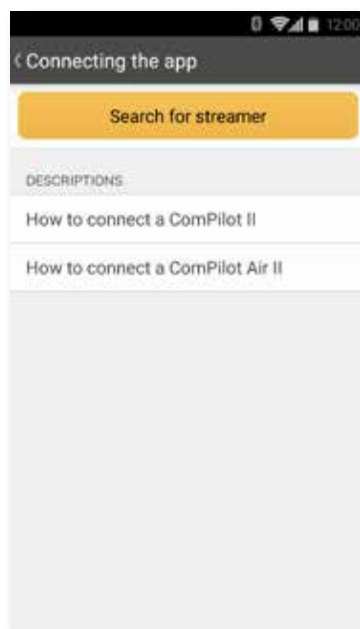 12:00
Connecting the app
Search for streamer
DESCRIPTIONS
How to connect a ComPilot II
How to connect a ComPilot Air II